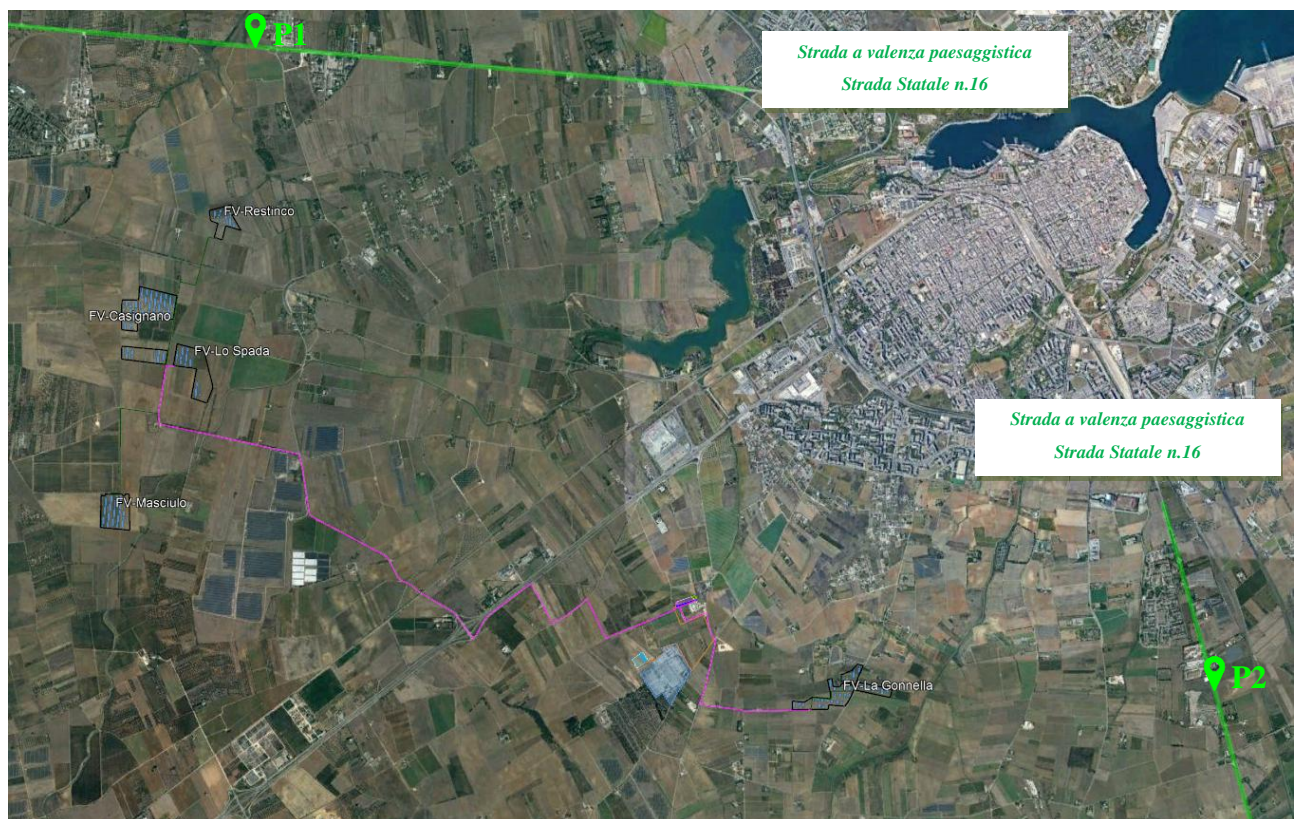 P1
Strada a valenza paesaggistica
Strada Statale n.16
FV-Restinco
FV-Casignano
FV-Lo Spada
Strada a valenza paesaggistica
Strada Statale n.16
FV-Masciulo
FV-La Gonnella
P2